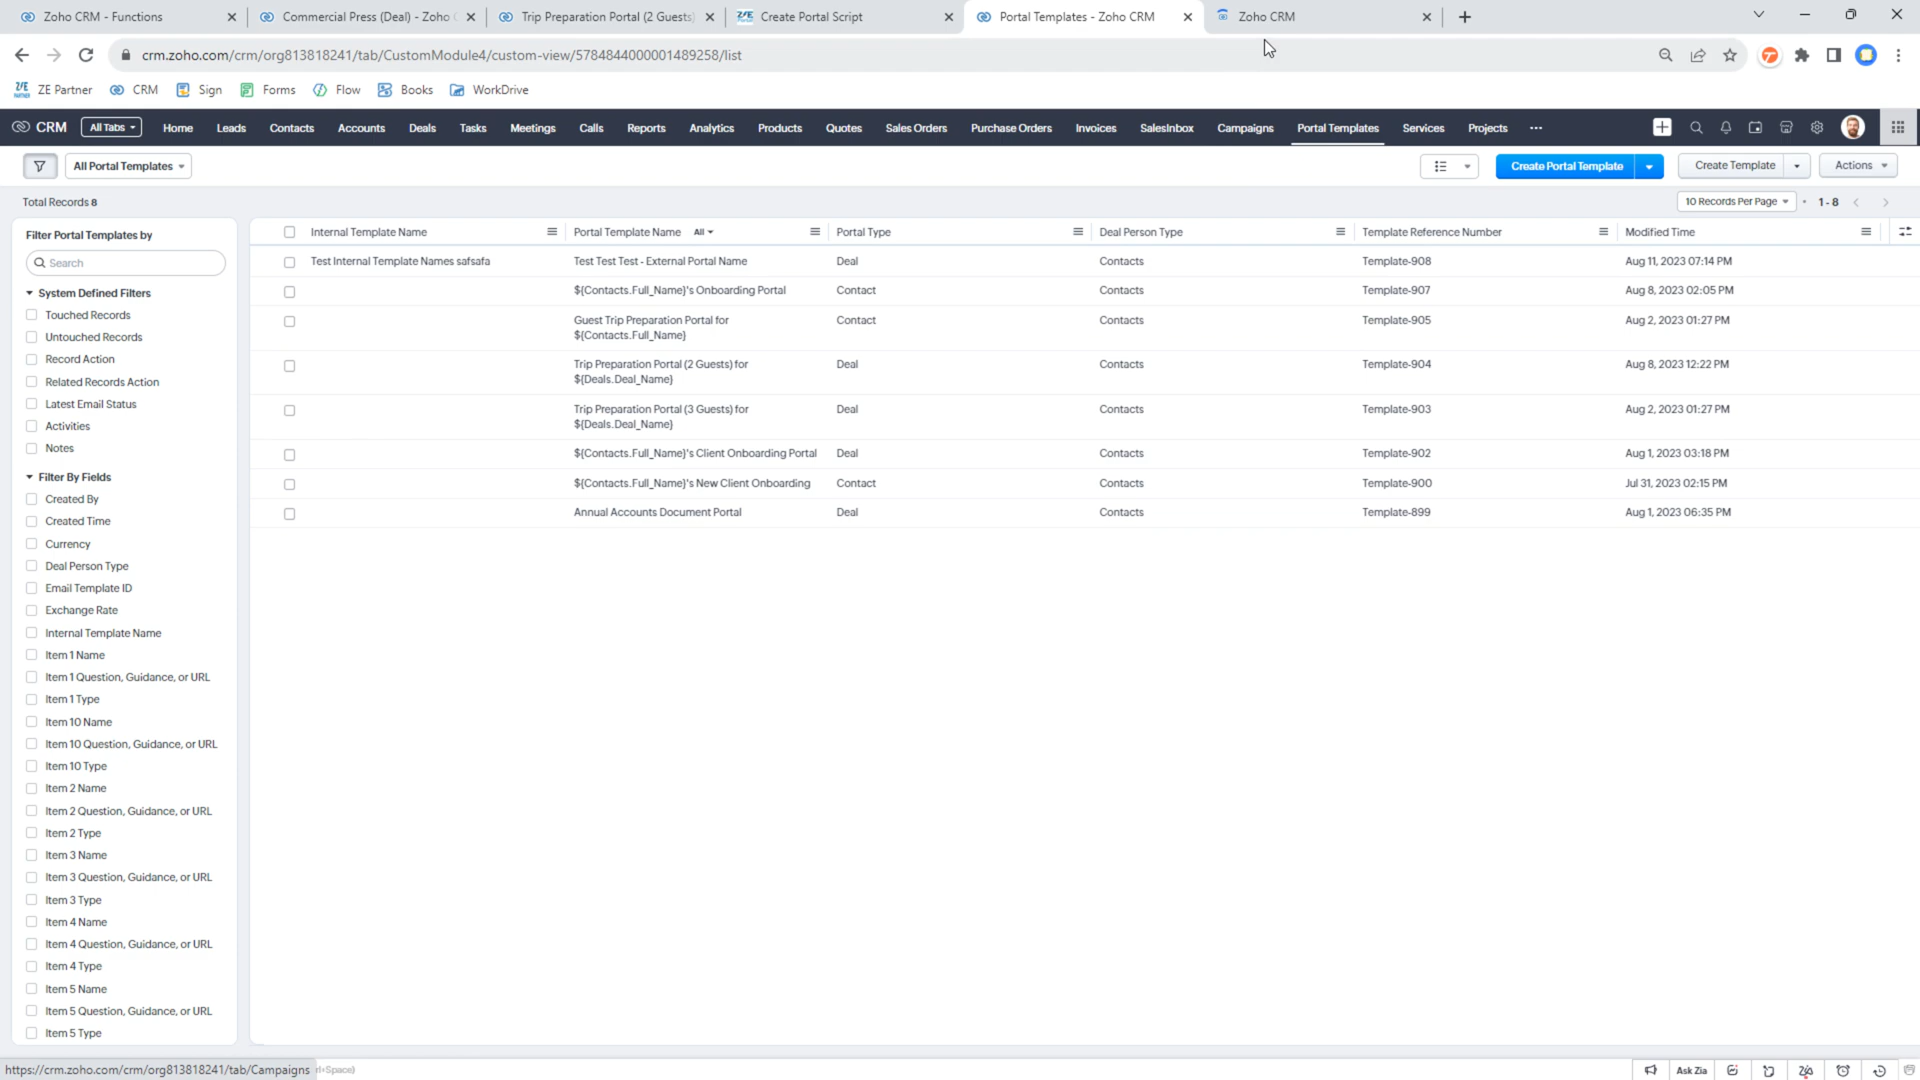 Zoho CRM - Functions
Commercial Press (Deal) - Zoho C
Trip Preparation Portal (2 Guests)
Create Portal Script
Portal Templates - Zoho CRM
Zoho CRM
crm.zoho.com/crm/org813818241/tab/CustomModule4/custom-view/5784844000001489258/list
ZE Partner CRM Sign Forms Flow Books WorkDrive
CRM All Tabs Home Leads Contacts Accounts Deals Tasks Meetings Calls Reports Analytics Products Quotes Sales Orders Purchase Orders Invoices SalesInbox Campaigns Portal Templates Services Projects ...
All Portal Templates Create Portal Template Create Template Actions
Total Records 8 10 Records Per Page 1 - 8
Filter Portal Templates by
Search
System Defined Filters
Touched Records
Untouched Records
Record Action
Related Records Action
Latest Email Status
Activities
Notes
Filter By Fields
Created By
Created Time
Currency
Deal Person Type
Email Template ID
Exchange Rate
Internal Template Name
Item 1 Name
Item 1 Question, Guidance, or URL
Item 1 Type
Item 10 Name
Item 10 Question, Guidance, or URL
Item 10 Type
Item 2 Name
Item 2 Question, Guidance, or URL
Item 2 Type
Item 3 Name
Item 3 Question, Guidance, or URL
Item 3 Type
Item 4 Name
Item 4 Question, Guidance, or URL
Item 4 Type
Item 5 Name
Item 5 Question, Guidance, or URL
Item 5 Type
Internal Template Name Portal Template Name All Portal Type Deal Person Type Template Reference Number Modified Time
Test Internal Template Names safsafa Test Test Test - External Portal Name Deal Contacts Template-908 Aug 11, 2023 07:14 PM
${Contacts.Full_Name}'s Onboarding Portal Contact Contacts Template-907 Aug 8, 2023 02:05 PM
Guest Trip Preparation Portal for Contact Contacts Template-905 Aug 2, 2023 01:27 PM
${Contacts.Full_Name}
Trip Preparation Portal (2 Guests) for Deal Contacts Template-904 Aug 8, 2023 12:22 PM
${Deals.Deal_Name}
Trip Preparation Portal (3 Guests) for Deal Contacts Template-903 Aug 2, 2023 01:27 PM
${Deals.Deal_Name}
${Contacts.Full_Name}'s Client Onboarding Portal Deal Contacts Template-902 Aug 1, 2023 03:18 PM
${Contacts.Full_Name}'s New Client Onboarding Contact Contacts Template-900 Jul 31, 2023 02:15 PM
Annual Accounts Document Portal Deal Contacts Template-899 Aug 1, 2023 06:35 PM
https://crm.zoho.com/crm/org813818241/tab/Campaigns
Ask Zia